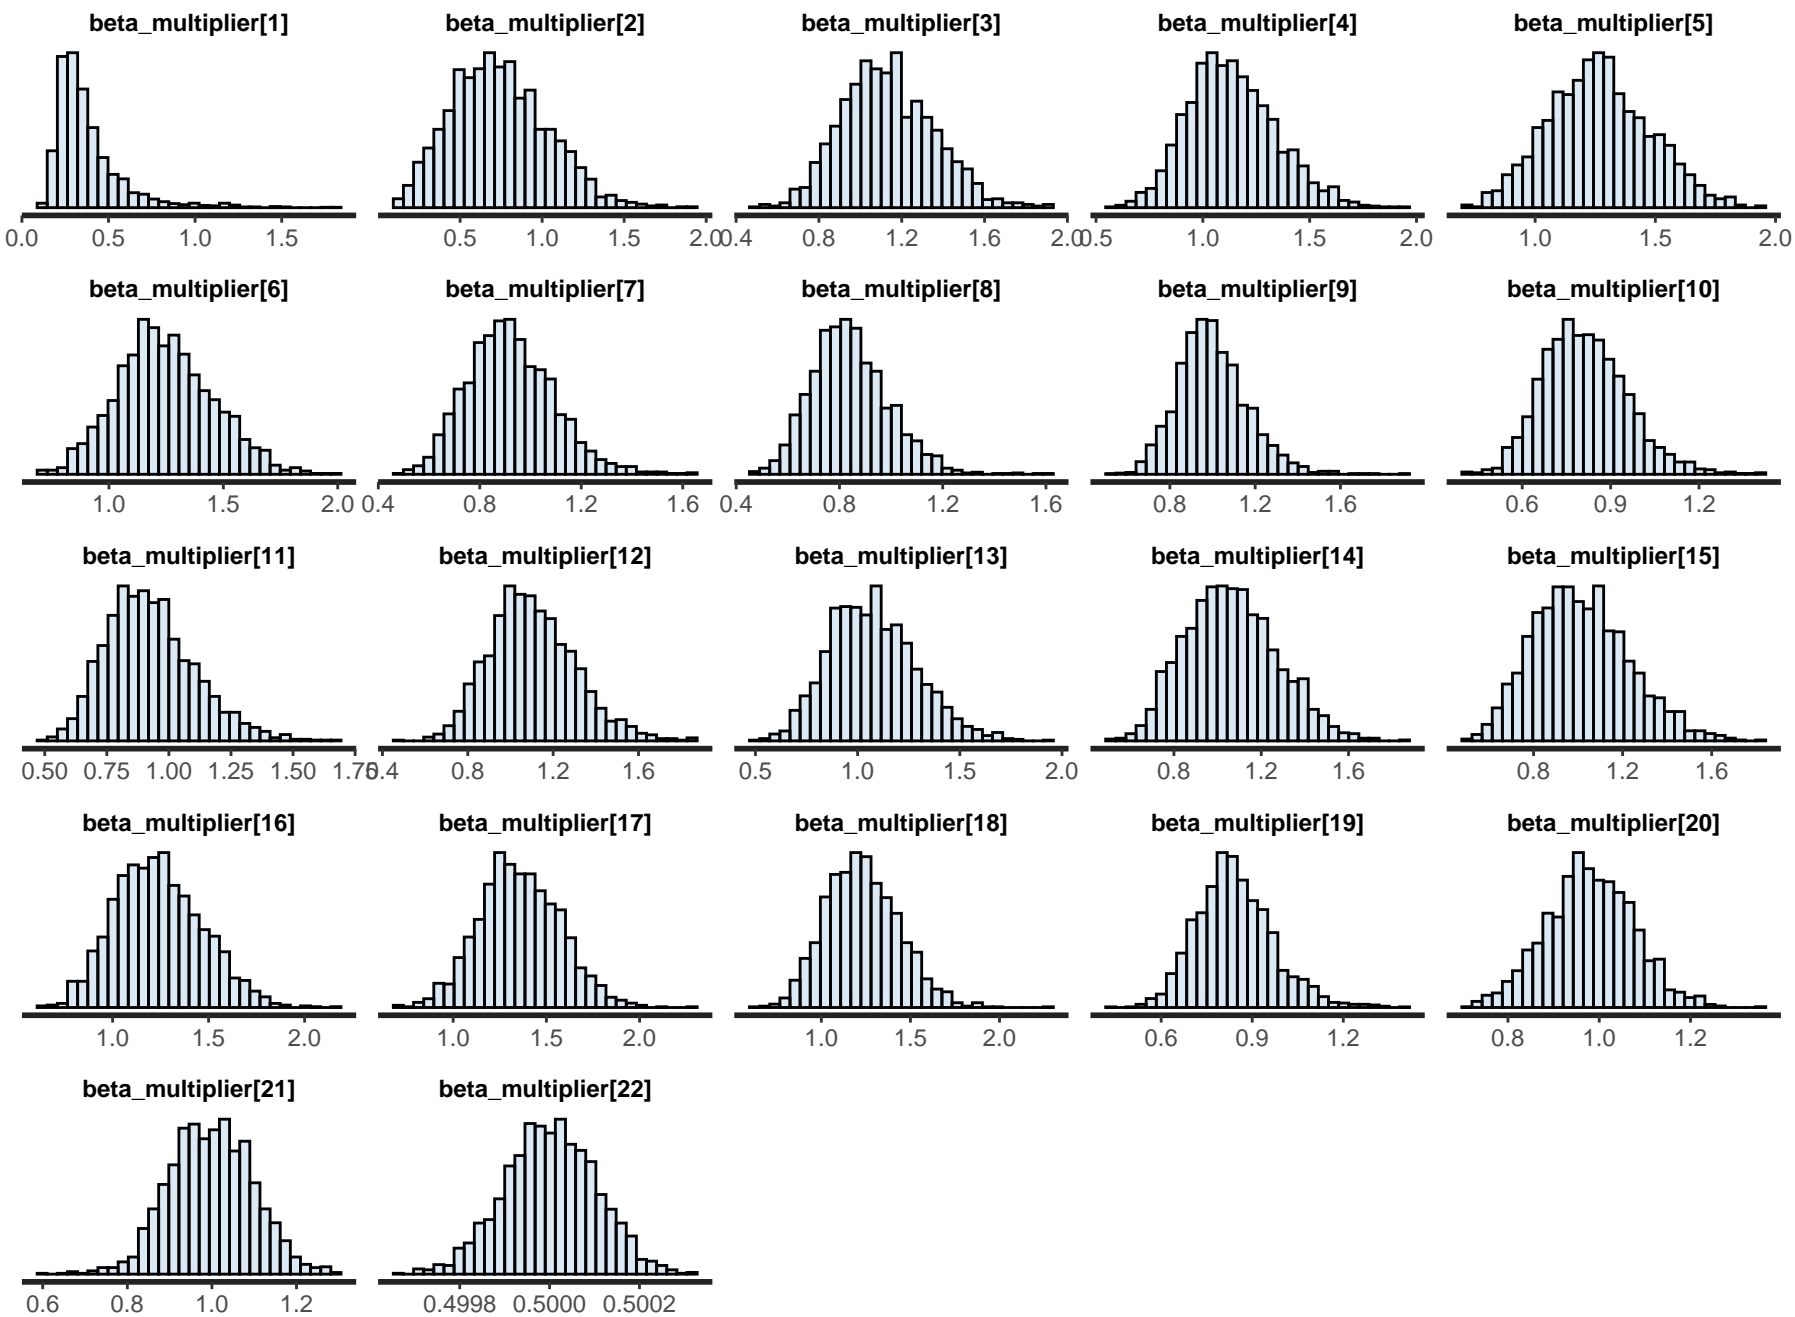 beta_multiplier[1] beta_multiplier[2] beta_multiplier[3] beta_multiplier[4] beta_multiplier[5]
0.0 0.5 1.0 1.5 0.5 1.0 1.5 2.0 0.4 0.8 1.2 1.6 2.0 0.5 1.0 1.5 2.0 1.0 1.5 2.0
beta_multiplier[6] beta_multiplier[7] beta_multiplier[8] beta_multiplier[9] beta_multiplier[10]
1.0 1.5 2.0 0.4 0.8 1.2 1.6 0.4 0.8 1.2 1.6 0.8 1.2 1.6 0.6 0.9 1.2
beta_multiplier[11] beta_multiplier[12] beta_multiplier[13] beta_multiplier[14] beta_multiplier[15]
0.50 0.75 1.00 1.25 1.50 1.75 0.4 0.8 1.2 1.6 0.5 1.0 1.5 2.0 0.8 1.2 1.6 0.8 1.2 1.6
beta_multiplier[16] beta_multiplier[17] beta_multiplier[18] beta_multiplier[19] beta_multiplier[20]
1.0 1.5 2.0 1.0 1.5 2.0 1.0 1.5 2.0 0.6 0.9 1.2 0.8 1.0 1.2
beta_multiplier[21] beta_multiplier[22]
0.6 0.8 1.0 1.2 0.4998 0.5000 0.5002